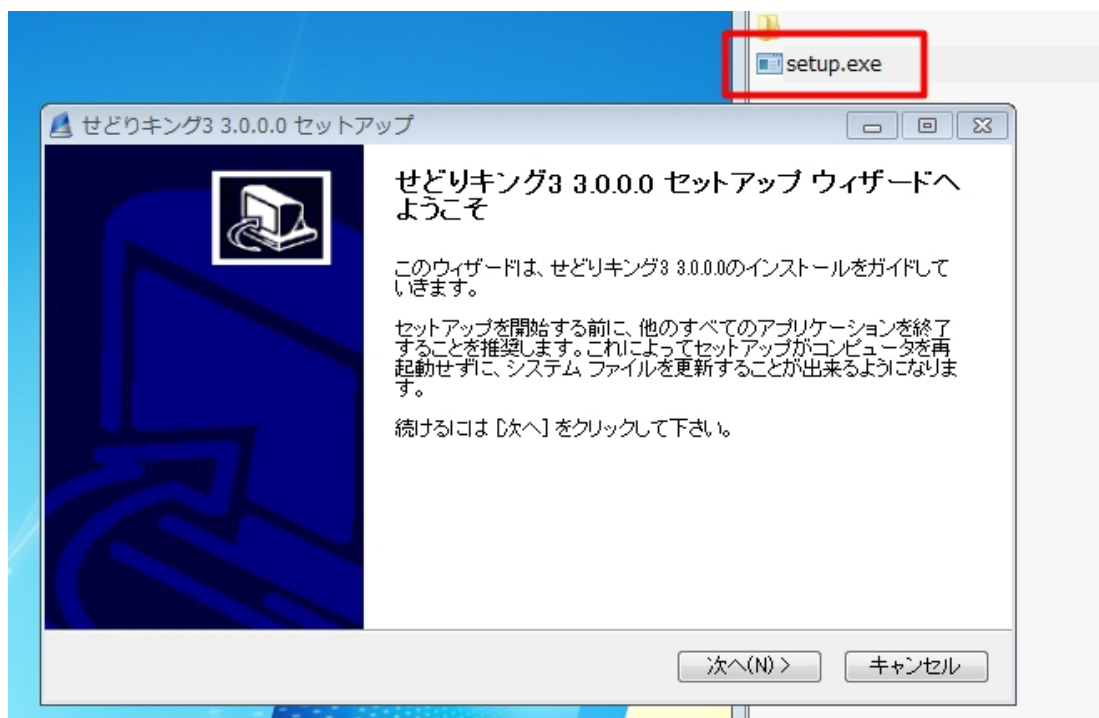 setup.exe
せどりキング3 3.0.0.0 セットアップ
せどりキング3 3.0.0.0 セットアップ ウィザードへ
ようこそ
このウィザードは、せどりキング3 3.0.0.0のインストールをガイドして
いきます。
セットアップを開始する前に、他のすべてのアプリケーションを終了
することを推奨します。これによってセットアップがコンピュータを再
起動せずに、システム ファイルを更新することが出来るようになりま
す。
続けるには [次へ] をクリックして下さい。
次へ(N) >
キャンセル